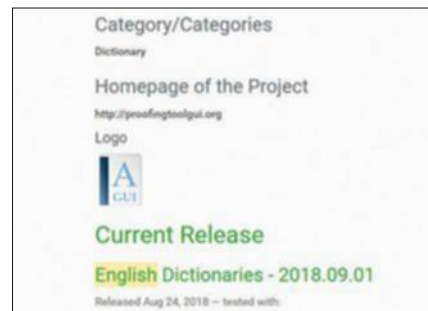 Category/Categories
Dictionary
Homepage of the Project
http://proofingtoolgui.org
Logo
A
GUI
Current Release
English Dictionaries - 2018.09.01
Released Aug 24, 2018 — tested with: